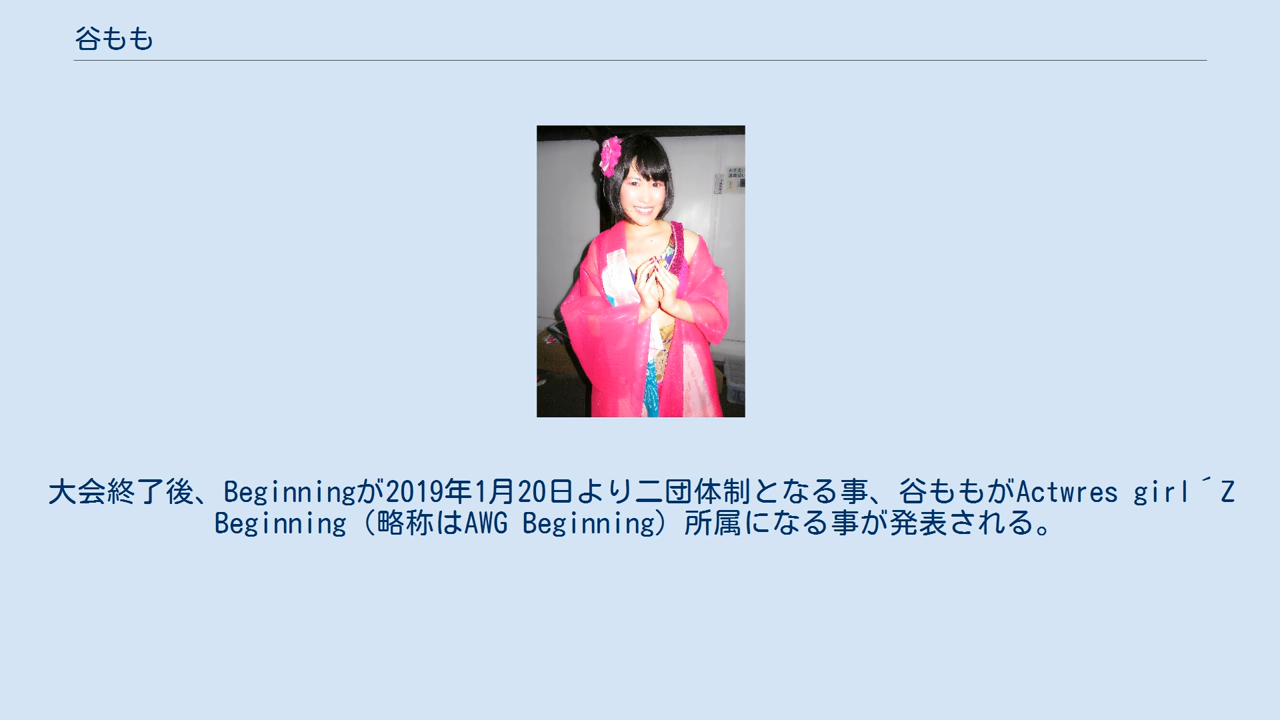 谷もも
大会終了後、Beginningが2019年1月20日より二団体制となる事、谷ももがActwres girl´Z
Beginning（略称はAWG Beginning）所属になる事が発表される。